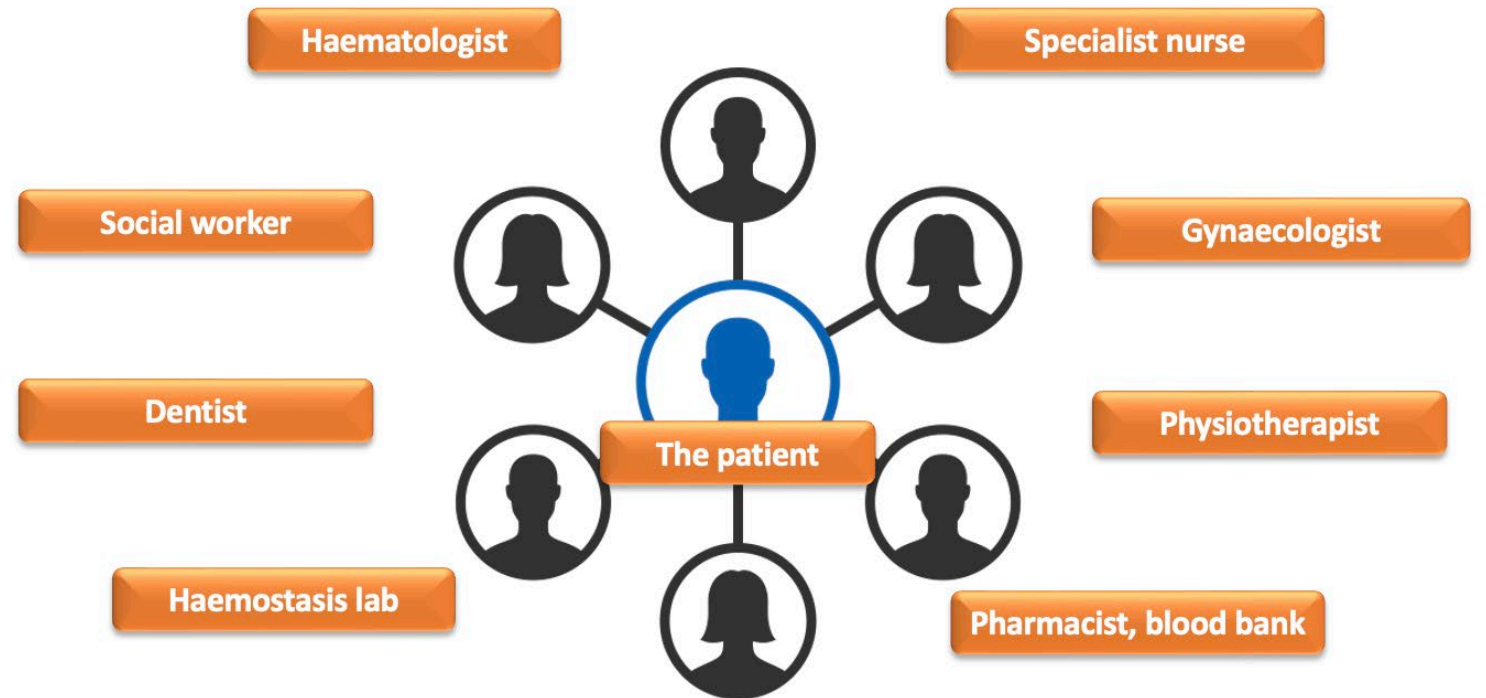 Haematologist
Specialist nurse
Social worker
Gynaecologist
Dentist
Physiotherapist
The patient
Haemostasis lab
Pharmacist, blood bank